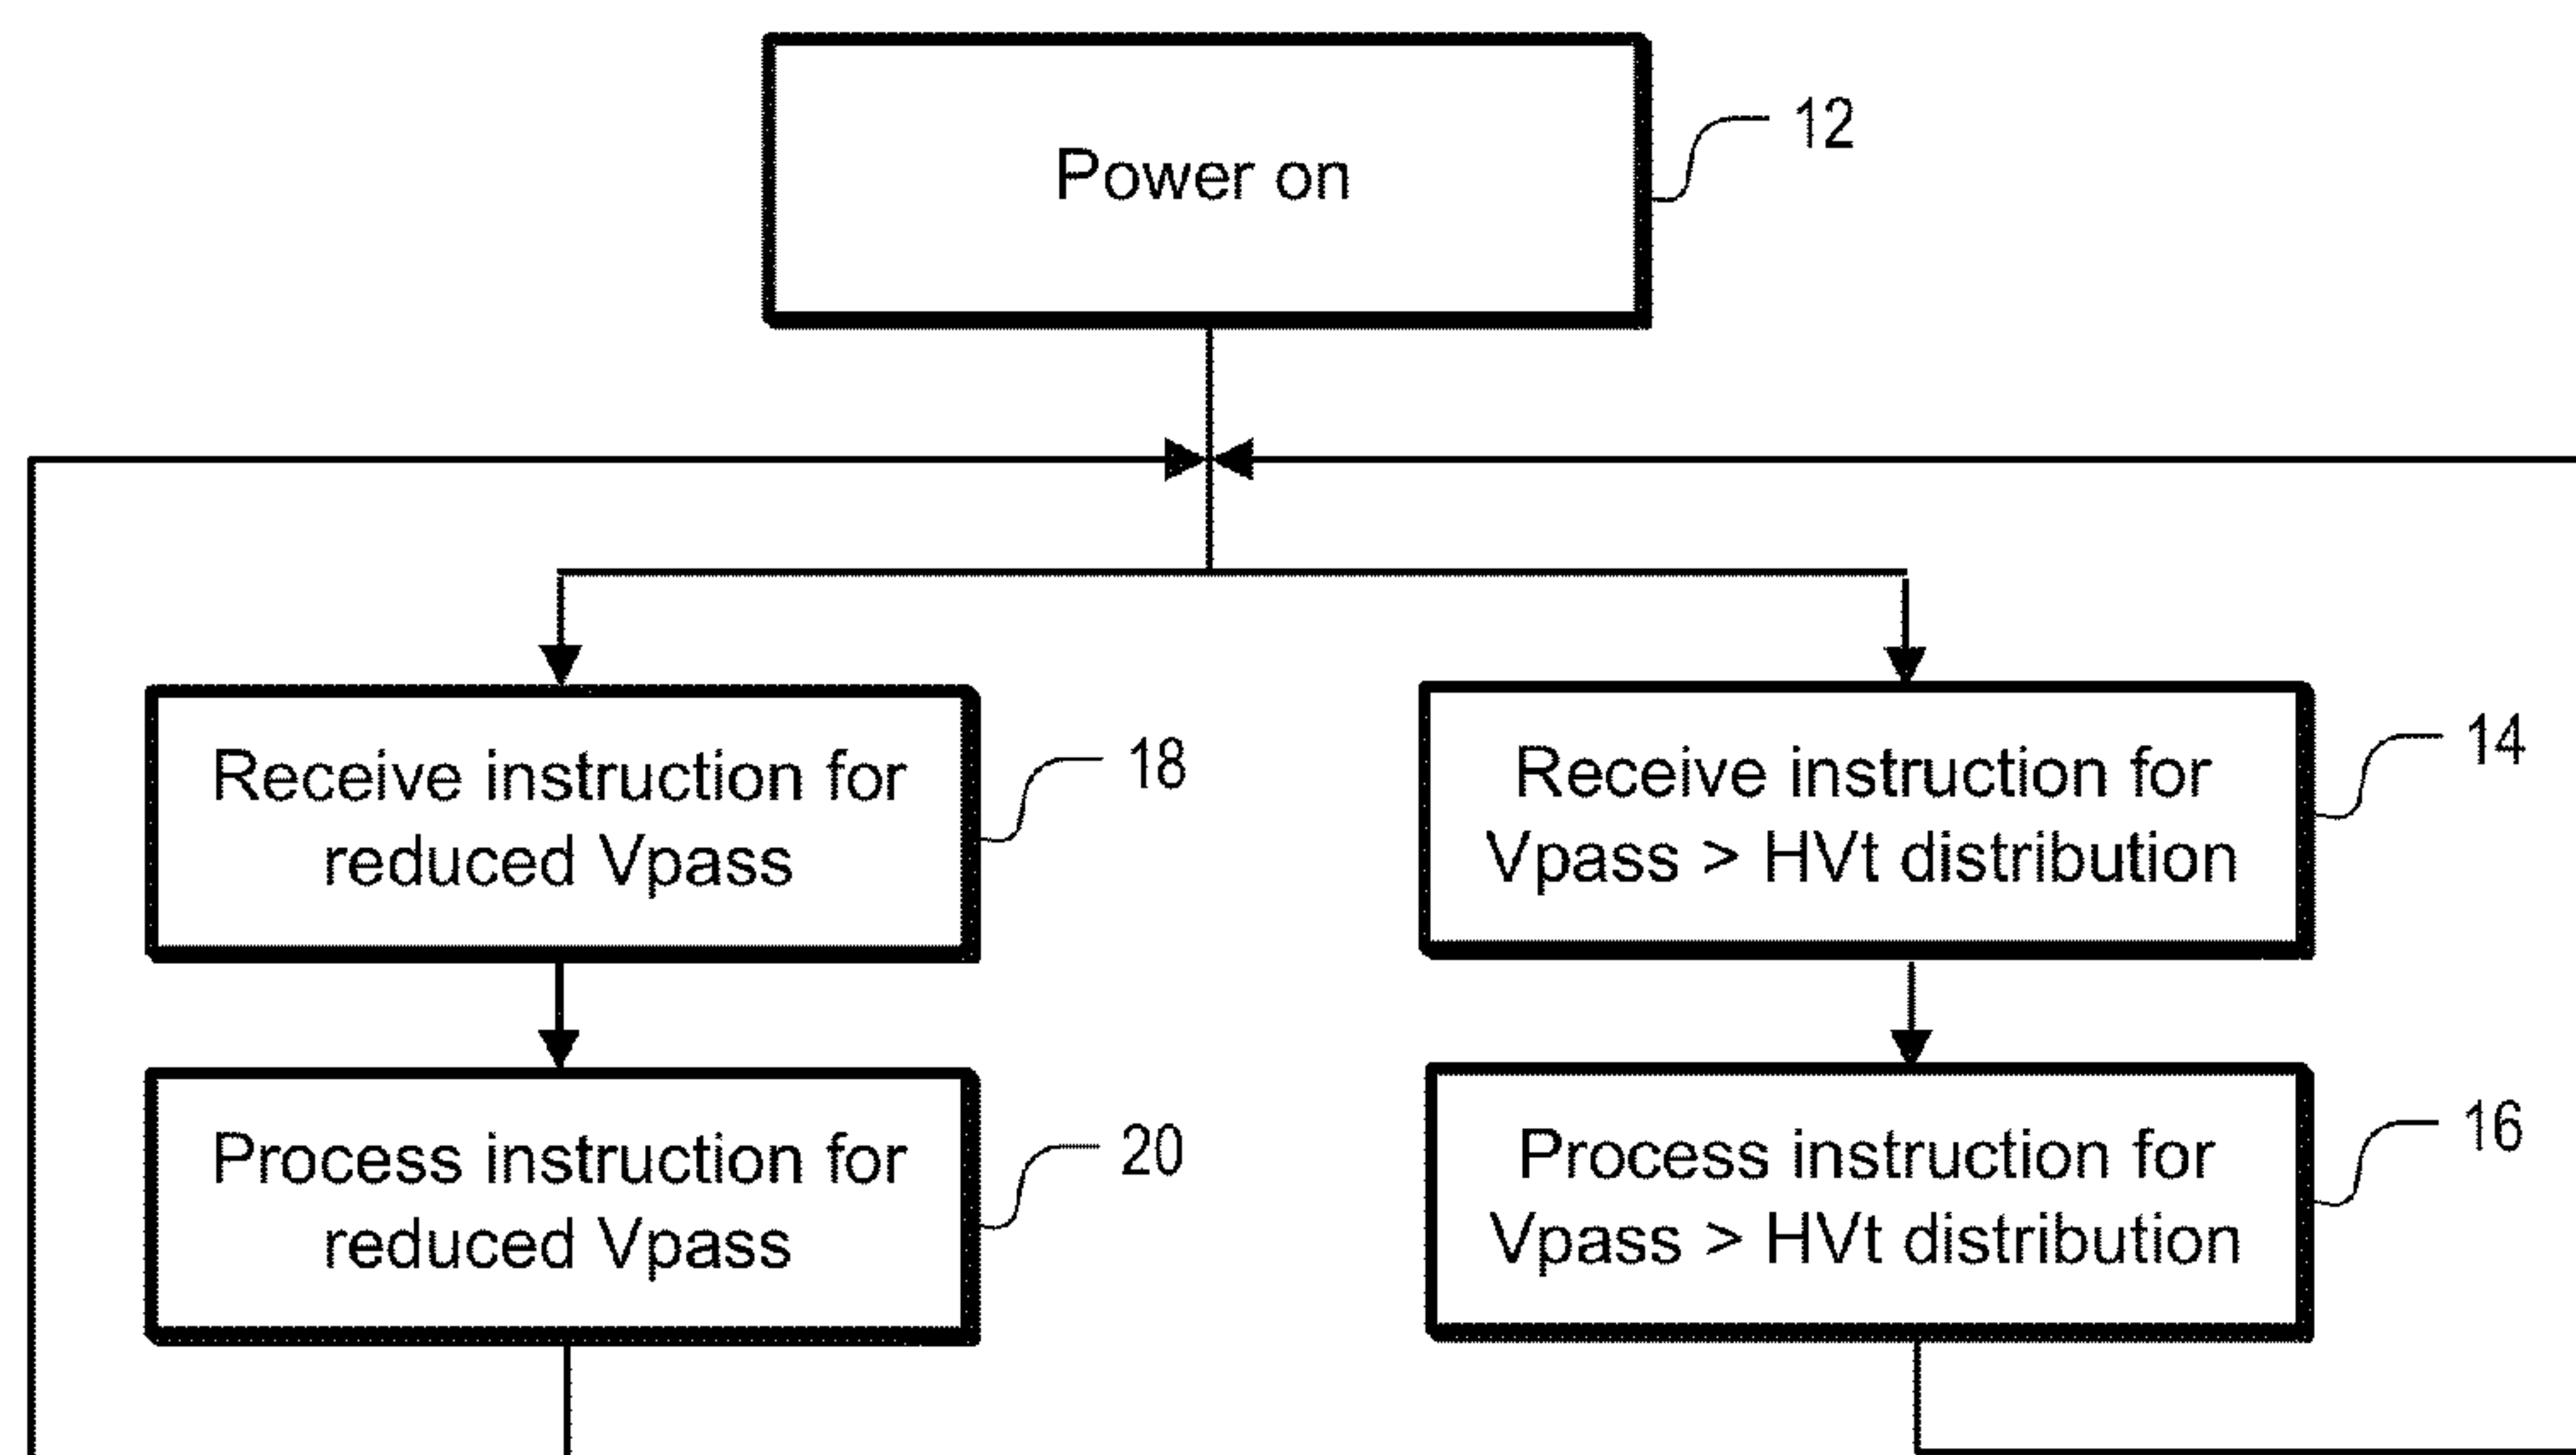 Power on
12
Receive instruction for
reduced Vpass
18
Receive instruction for
Vpass > HVt distribution
14
Process instruction for
reduced Vpass
20
Process instruction for
Vpass > HVt distribution
16